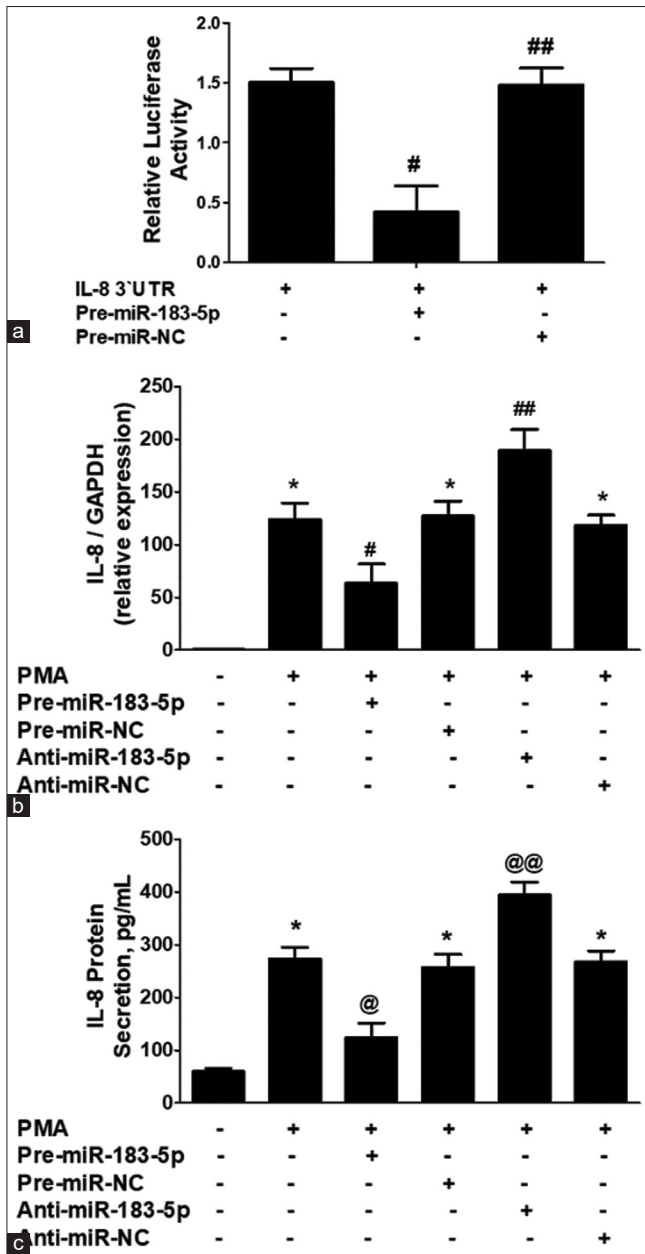 2.0
##
1.5
1.0
#
0.5
0.0
Relative Luciferase
Activity
IL-8 3`UTR + + +
Pre-miR-183-5p - + -
Pre-miR-NC - - +
a
250
##
200
150
* * *
100
#
50
0
IL-8 / GAPDH
(relative expression)
PMA - + + + + +
Pre-miR-183-5p - - + - - -
Pre-miR-NC - - - + - -
Anti-miR-183-5p - - - - + -
Anti-miR-NC - - - - - +
b
500
@@
400
300
* * *
200
@
100
0
IL-8 Protein
Secretion, pg/mL
PMA - + + + + +
Pre-miR-183-5p - - + - - -
Pre-miR-NC - - - + - -
Anti-miR-183-5p - - - - + -
Anti-miR-NC - - - - - +
c